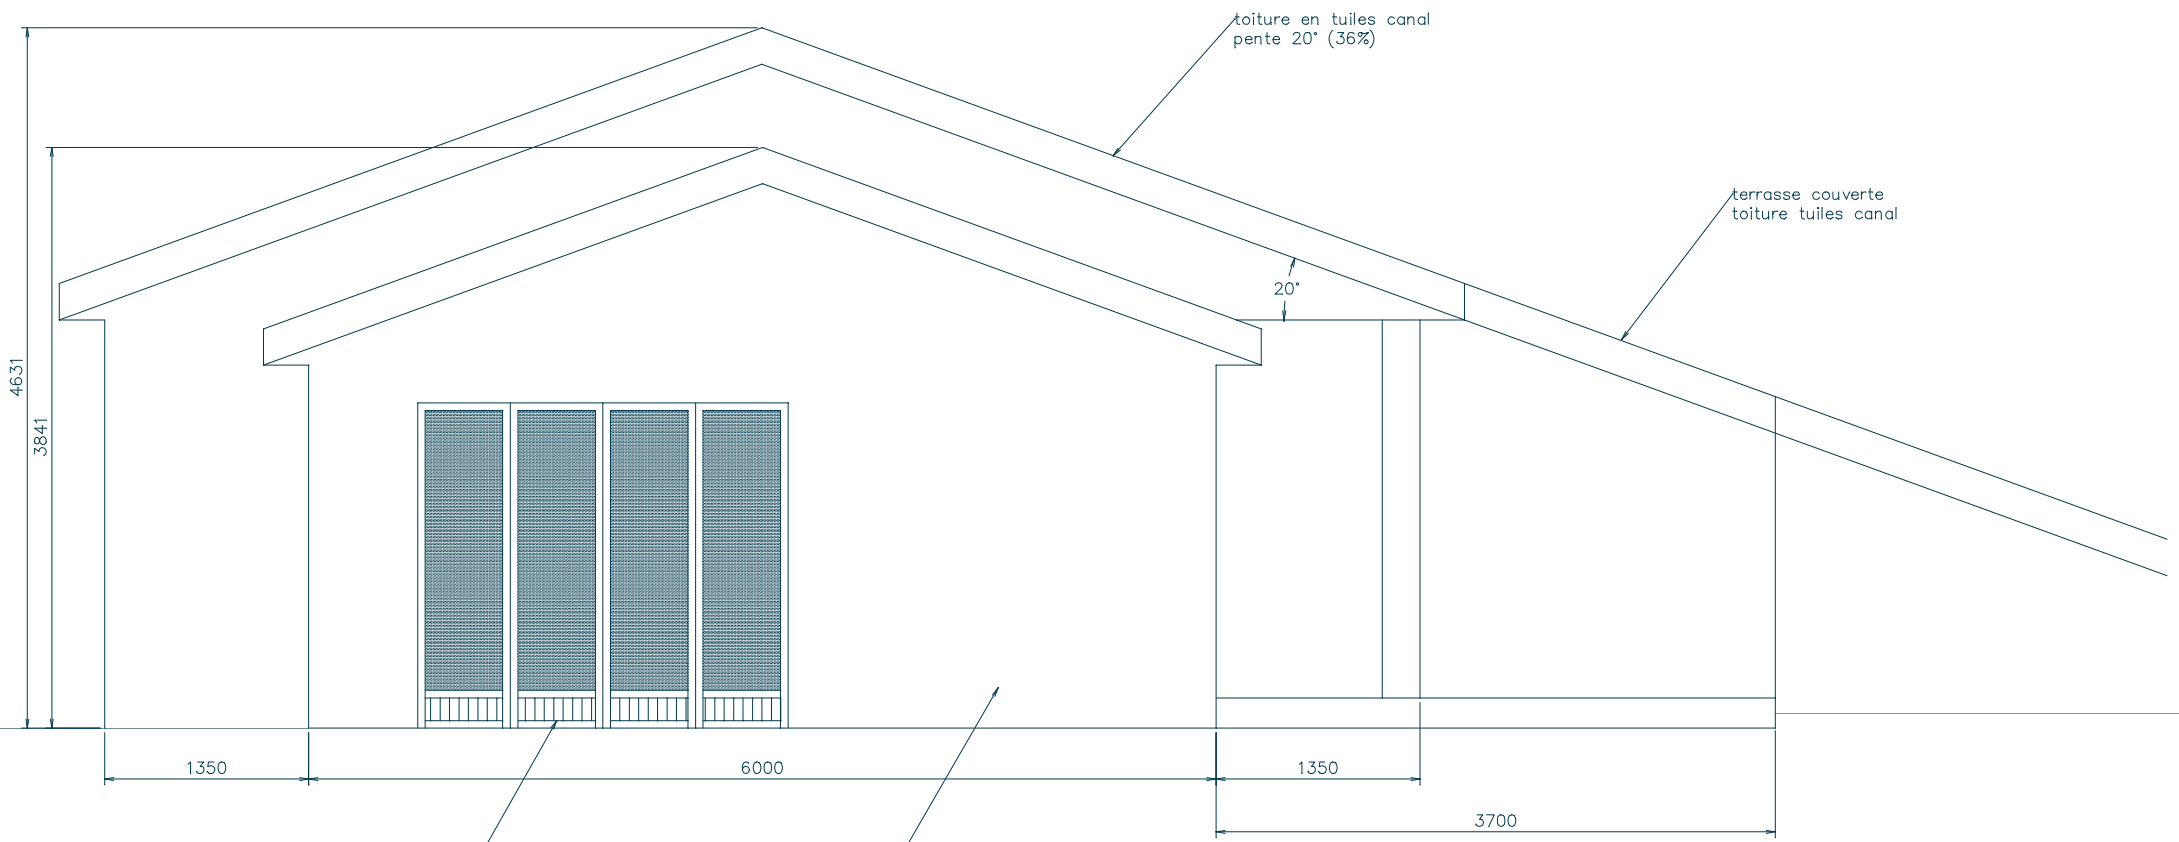 toiture en tuiles canal
pente 20° (36%)
terrasse couverte
toiture tuiles canal
20°
4631
3841
1350
6000
1350
3700